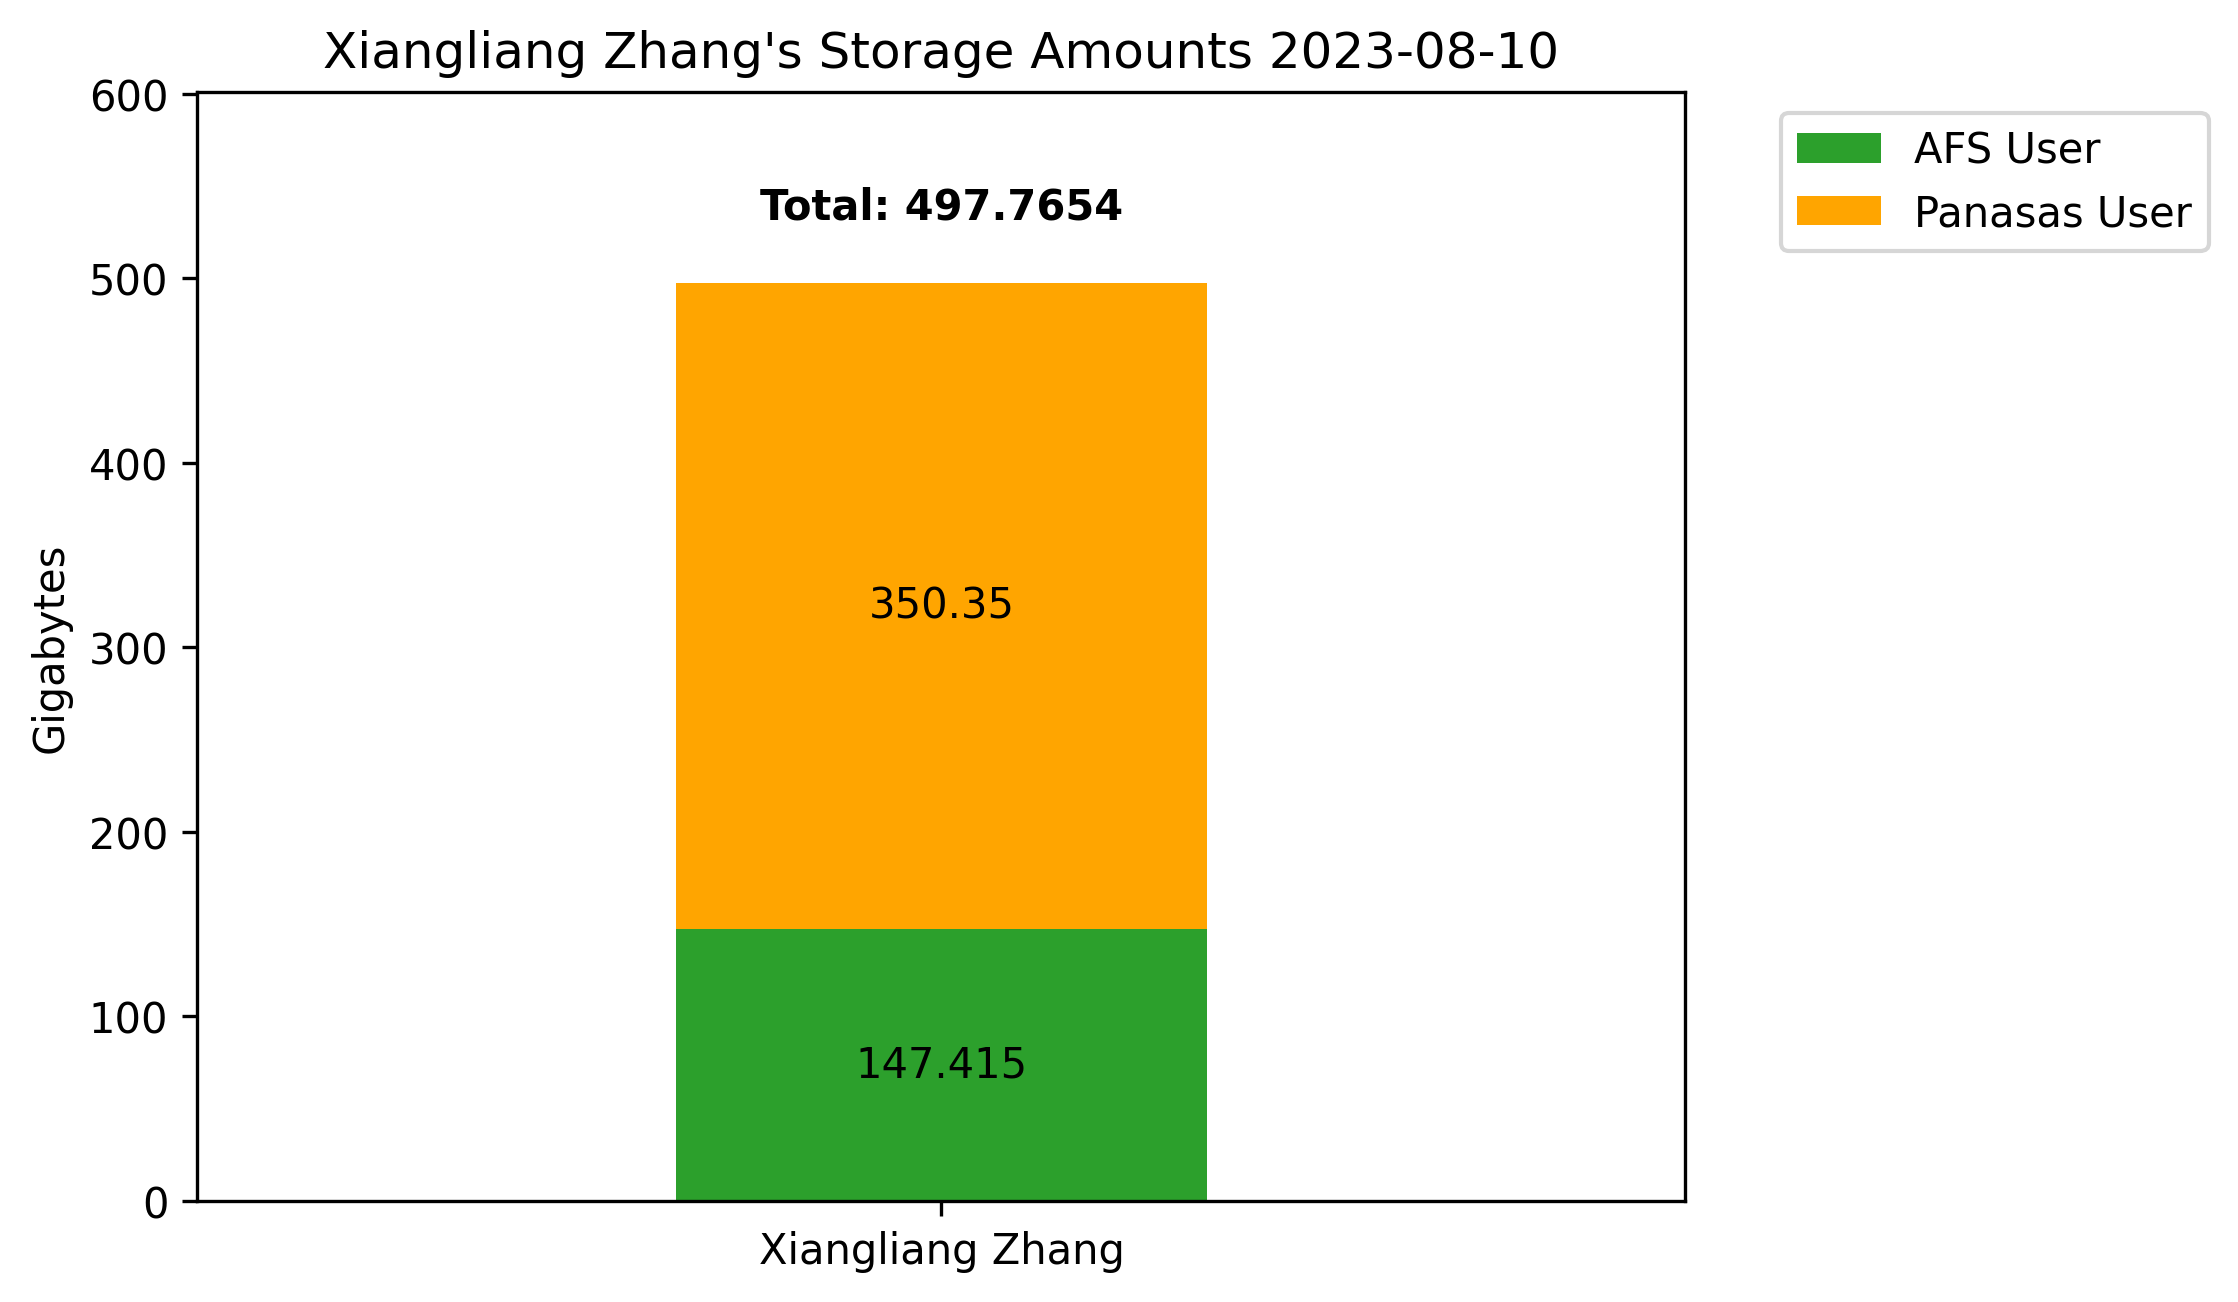 Xiangliang Zhang's Storage Amounts 2023-08-10
600
500
400
300
200
100
0
Gigabytes
Total: 497.7654
350.35
147.415
Xiangliang Zhang
AFS User
Panasas User